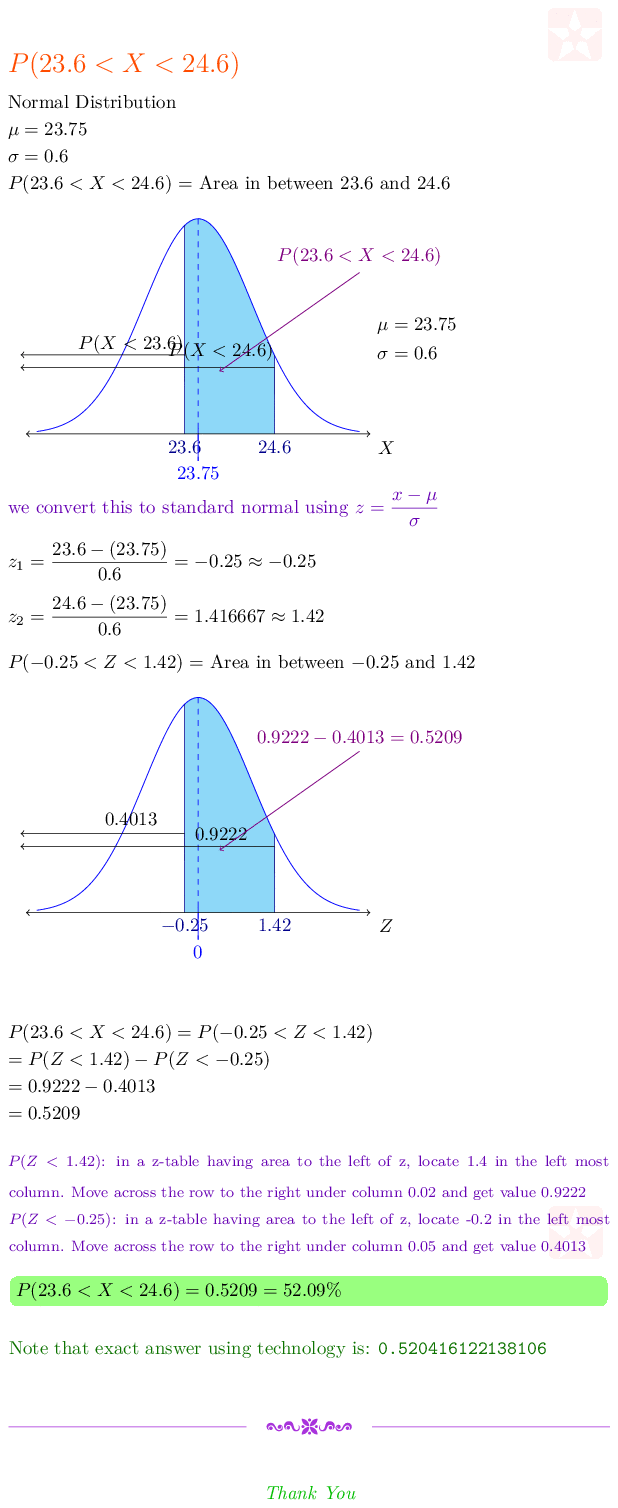 P(23.6 < X < 24.6)
Normal Distribution
μ = 23.75
σ = 0.6
P(23.6 < X < 24.6) = Area in between 23.6 and 24.6
P(23.6 < X < 24.6)
μ = 23.75
P(X < 23.6)
P(X < 24.6)
σ = 0.6
23.6 24.6 X
23.75
we convert this to standard normal using z = (x − μ)/σ
z₁ = (23.6 − (23.75))/0.6 = −0.25 ≈ −0.25
z₂ = (24.6 − (23.75))/0.6 = 1.416667 ≈ 1.42
P(−0.25 < Z < 1.42) = Area in between −0.25 and 1.42
0.9222 − 0.4013 = 0.5209
0.4013
0.9222
−0.25 1.42 Z
0
P(23.6 < X < 24.6) = P(−0.25 < Z < 1.42)
= P(Z < 1.42) − P(Z < −0.25)
= 0.9222 − 0.4013
= 0.5209
P(Z < 1.42): in a z-table having area to the left of z, locate 1.4 in the left most
column. Move across the row to the right under column 0.02 and get value 0.9222
P(Z < −0.25): in a z-table having area to the left of z, locate -0.2 in the left most
column. Move across the row to the right under column 0.05 and get value 0.4013
P(23.6 < X < 24.6) = 0.5209 = 52.09%
Note that exact answer using technology is: 0.520416122138106
Thank You